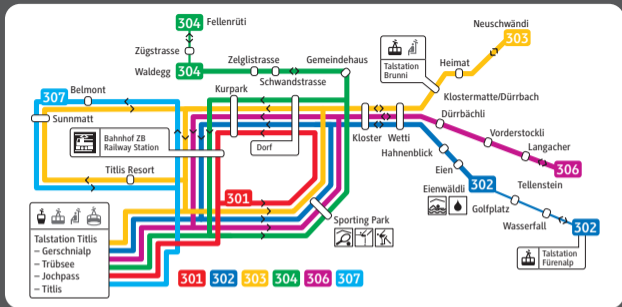 304 Fellenrüti
Neuschwändi
303
Zügstrasse
Zelglistrasse
Gemeindehaus
Talstation
Brunni
Heimat
Waldegg 304
Schwandstrasse
Klostermatte/Dürrbach
307
Belmont
Kurpark
Sunnmatt
Dürrbächli
Vorderstockli
Langacher
306
Bahnhof ZB
Railway Station
Dorf
Kloster
Wetti
Hahnenblick
Eien
Titlis Resort
Eienwäldli
302
Tellenstein
301
Golfplatz
Wasserfall
302
Sporting Park
Talstation Titlis
– Gerschnialp
– Trübsee
– Jochpass
– Titlis
Talstation
Fürenalp
301 302 303 304 306 307